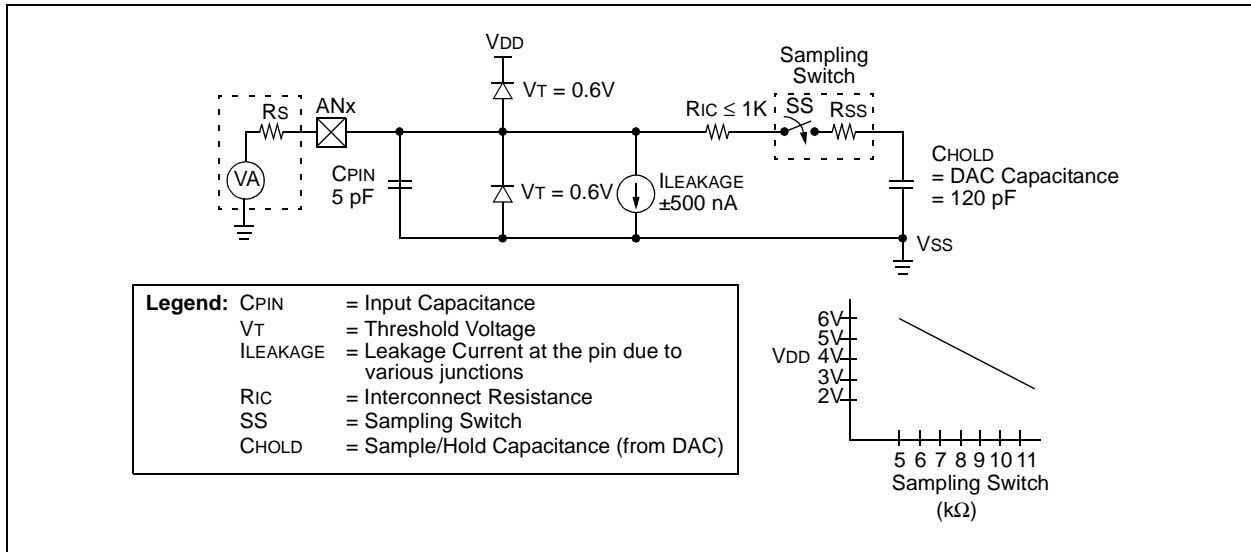 VDD
VT = 0.6V
RS
ANx
VA
CPIN
5 pF
VT = 0.6V
ILEAKAGE
±500 nA
RIC ≤ 1K
Sampling
Switch
SS
RSS
CHOLD
= DAC Capacitance
= 120 pF
VSS
Legend: CPIN = Input Capacitance
VT = Threshold Voltage
ILEAKAGE = Leakage Current at the pin due to
various junctions
RIC = Interconnect Resistance
SS = Sampling Switch
CHOLD = Sample/Hold Capacitance (from DAC)
6V
5V
VDD 4V
3V
2V
5 6 7 8 9 10 11
Sampling Switch
(kΩ)